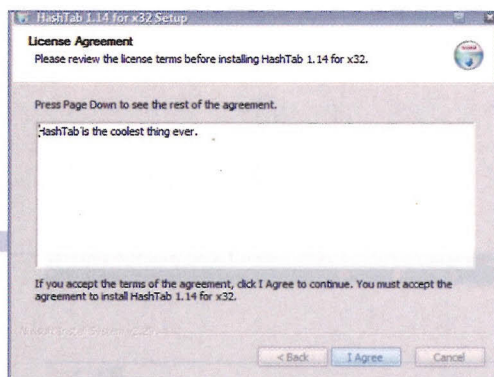 HashTab 1.14 for x32 Setup
License Agreement
Please review the license terms before installing HashTab 1.14 for x32.
Press Page Down to see the rest of the agreement.
HashTab is the coolest thing ever.
If you accept the terms of the agreement, click I Agree to continue. You must accept the
agreement to install HashTab 1.14 for x32.
< Back
I Agree
Cancel